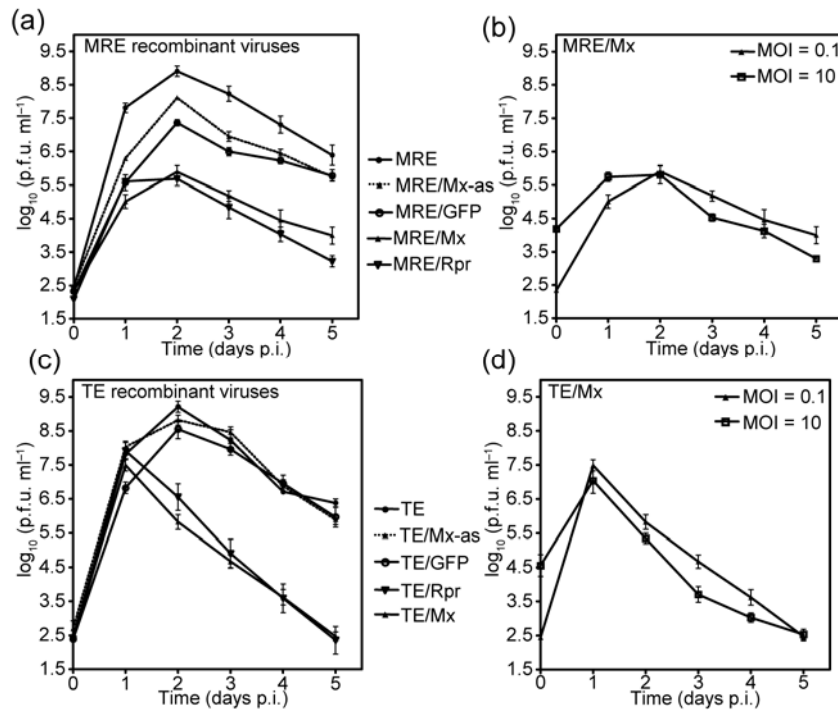 (a)
MRE recombinant viruses
9.5
8.5
7.5
6.5
5.5
4.5
3.5
2.5
1.5
log₁₀ (p.f.u. ml⁻¹)
0 1 2 3 4 5
Time (days p.i.)
MRE
MRE/Mx-as
MRE/GFP
MRE/Mx
MRE/Rpr
(b)
MRE/Mx
MOI = 0.1
MOI = 10
9.5
8.5
7.5
6.5
5.5
4.5
3.5
2.5
1.5
log₁₀ (p.f.u. ml⁻¹)
0 1 2 3 4 5
Time (days p.i.)
(c)
TE recombinant viruses
9.5
8.5
7.5
6.5
5.5
4.5
3.5
2.5
1.5
log₁₀ (p.f.u. ml⁻¹)
0 1 2 3 4 5
Time (days p.i.)
TE
TE/Mx-as
TE/GFP
TE/Rpr
TE/Mx
(d)
TE/Mx
MOI = 0.1
MOI = 10
9.5
8.5
7.5
6.5
5.5
4.5
3.5
2.5
1.5
log₁₀ (p.f.u. ml⁻¹)
0 1 2 3 4 5
Time (days p.i.)